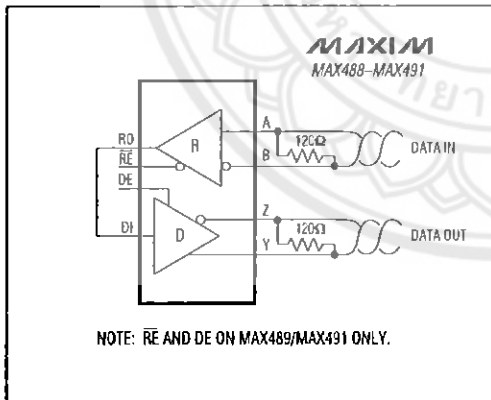 MAXIM
MAX488–MAX491
A
RO
R
120Ω
DATA IN
RE
B
DE
Z
DI
D
120Ω
DATA OUT
Y
NOTE: RE AND DE ON MAX489/MAX491 ONLY.